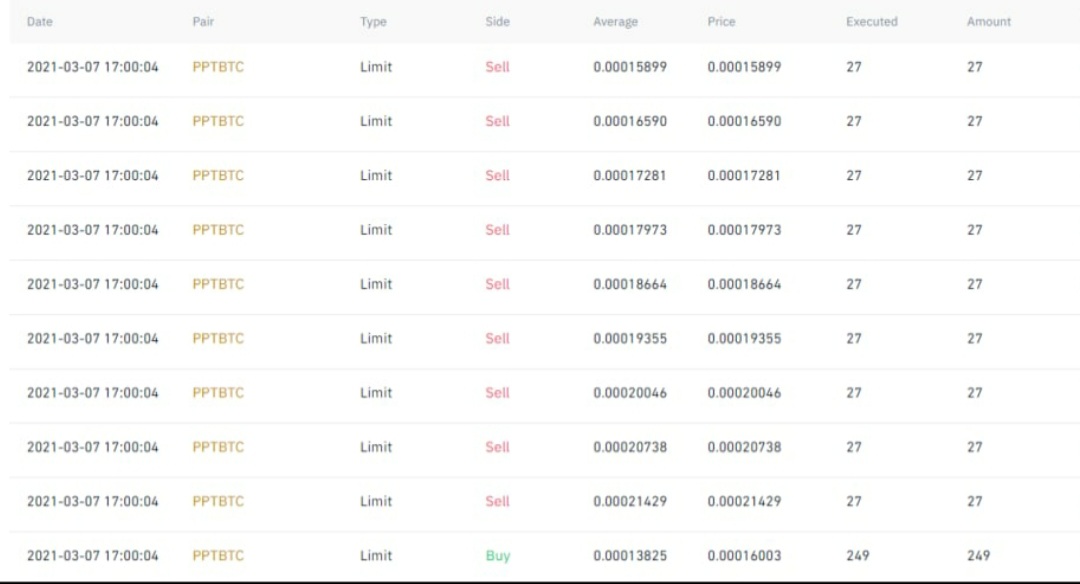 Date Pair Type Side Average Price Executed Amount
2021-03-07 17:00:04 PPTBTC Limit Sell 0.00015899 0.00015899 27 27
2021-03-07 17:00:04 PPTBTC Limit Sell 0.00016590 0.00016590 27 27
2021-03-07 17:00:04 PPTBTC Limit Sell 0.00017281 0.00017281 27 27
2021-03-07 17:00:04 PPTBTC Limit Sell 0.00017973 0.00017973 27 27
2021-03-07 17:00:04 PPTBTC Limit Sell 0.00018664 0.00018664 27 27
2021-03-07 17:00:04 PPTBTC Limit Sell 0.00019355 0.00019355 27 27
2021-03-07 17:00:04 PPTBTC Limit Sell 0.00020046 0.00020046 27 27
2021-03-07 17:00:04 PPTBTC Limit Sell 0.00020738 0.00020738 27 27
2021-03-07 17:00:04 PPTBTC Limit Sell 0.00021429 0.00021429 27 27
2021-03-07 17:00:04 PPTBTC Limit Buy 0.00013825 0.00016003 249 249